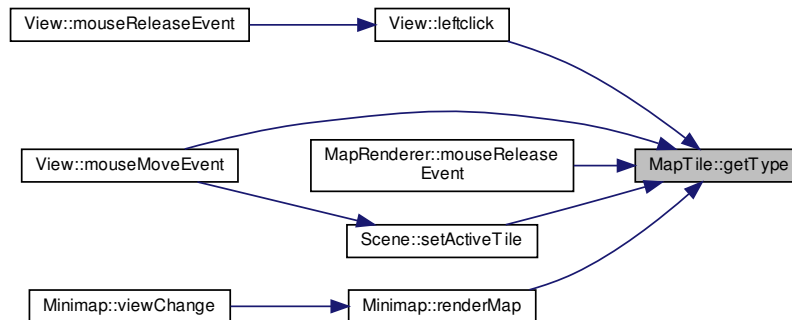 View::mouseReleaseEvent
View::leftclick
View::mouseMoveEvent
MapRenderer::mouseRelease
Event
MapTile::getType
Scene::setActiveTile
Minimap::viewChange
Minimap::renderMap